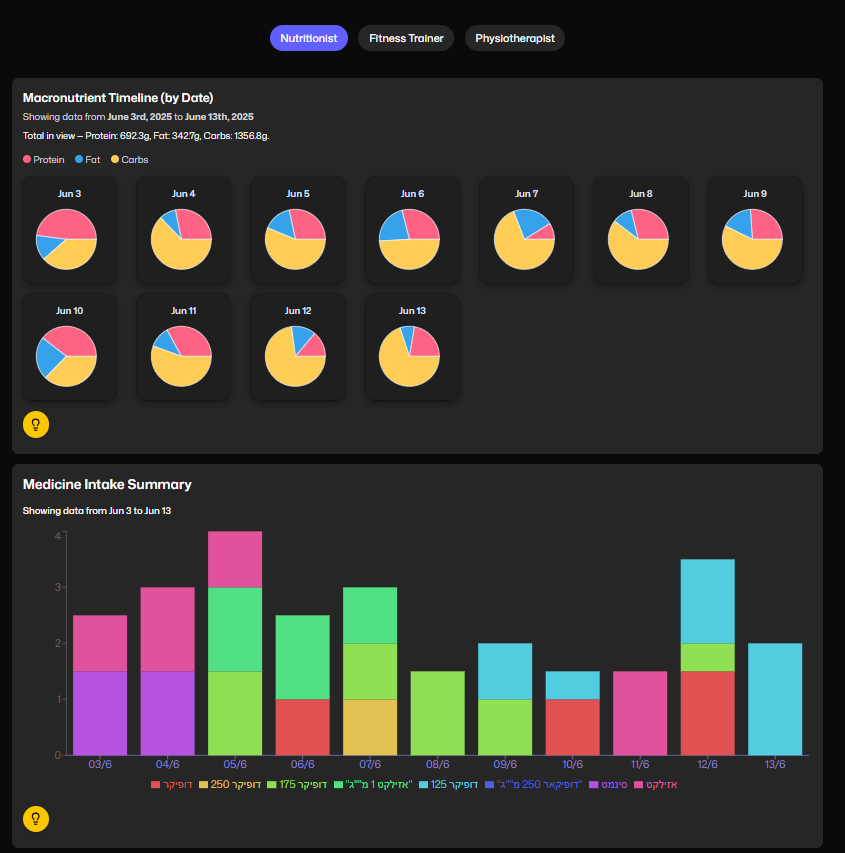 Nutritionist Fitness Trainer Physiotherapist
Macronutrient Timeline (by Date)
Showing data from June 3rd, 2025 to June 13th, 2025
Total in view – Protein: 692.3g, Fat: 342.7g, Carbs: 1356.8g.
Protein Fat Carbs
Jun 3 Jun 4 Jun 5 Jun 6 Jun 7 Jun 8 Jun 9
Jun 10 Jun 11 Jun 12 Jun 13
Medicine Intake Summary
Showing data from Jun 3 to Jun 13
4
3
2
1
0
03/6 04/6 05/6 06/6 07/6 08/6 09/6 10/6 11/6 12/6 13/6
דופיקר דופיקר 250 דופיקר 175 "אזילקט 1 מ""ג" דופיקר 125 "דופיקאר 250 מ""ג" סינמט אזילקט